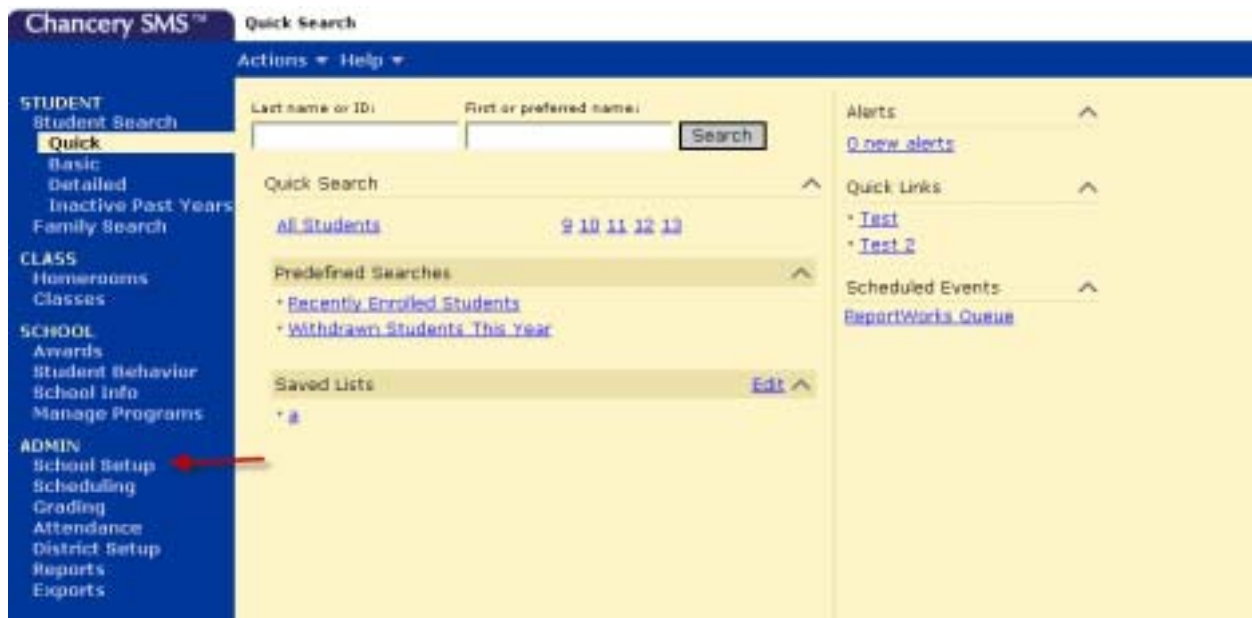 Chancery SMS™
Quick Search
Actions Help
STUDENT
Student Search
Quick
Basic
Detailed
Inactive Past Years
Family Search
CLASS
Homerooms
Classes
SCHOOL
Awards
Student Behavior
School Info
Manage Programs
ADMIN
School Setup
Scheduling
Grading
Attendance
District Setup
Reports
Exports
Last name or ID:
First or preferred name:
Search
Quick Search
All Students
9 10 11 12 13
Predefined Searches
Recently Enrolled Students
Withdrawn Students This Year
Saved Lists
Edit
a
Alerts
0 new alerts
Quick Links
Test
Test 2
Scheduled Events
ReportWorks Queue